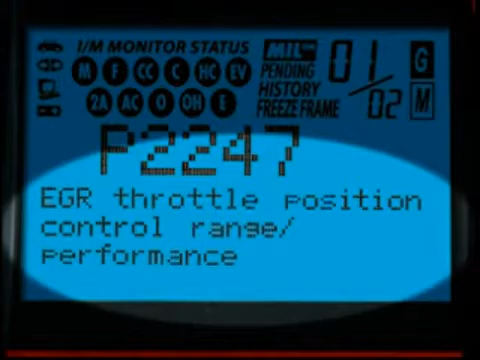 I/M MONITOR STATUS
M F CC C HC EV
2A AC O OH E
MIL
PENDING
HISTORY
FREEZE FRAME
01/02
G
M
P2247
EGR throttle position
control range/
performance